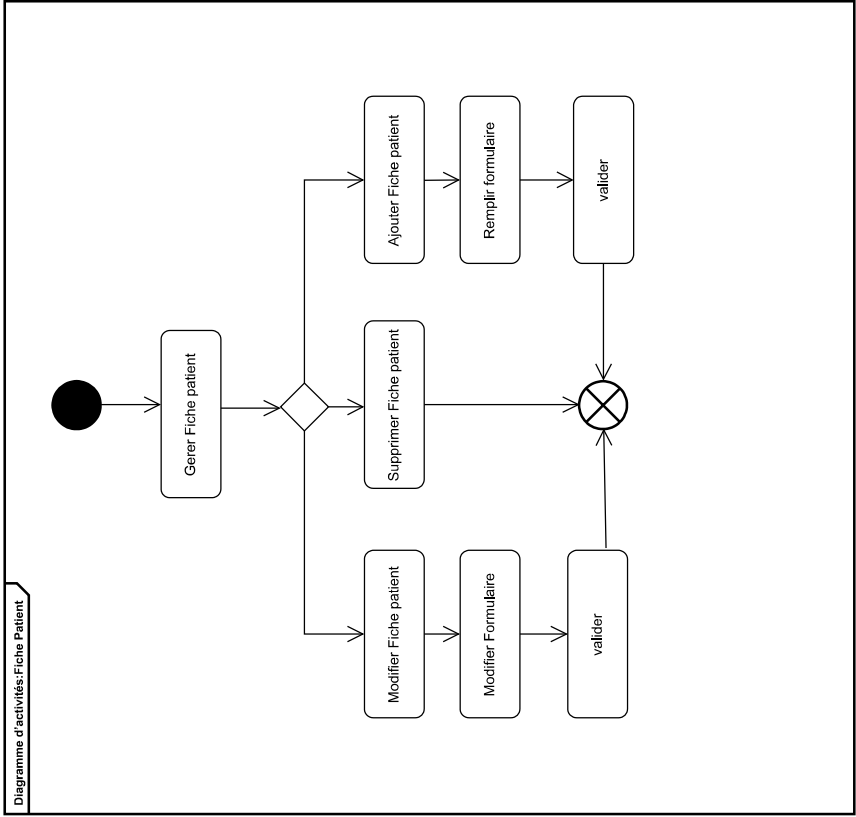 Diagramme d'activités:Fiche Patient
Gerer Fiche patient
Modifier Fiche patient
Modifier Formulaire
valider
Supprimer Fiche patient
Ajouter Fiche patient
Remplir formulaire
valider